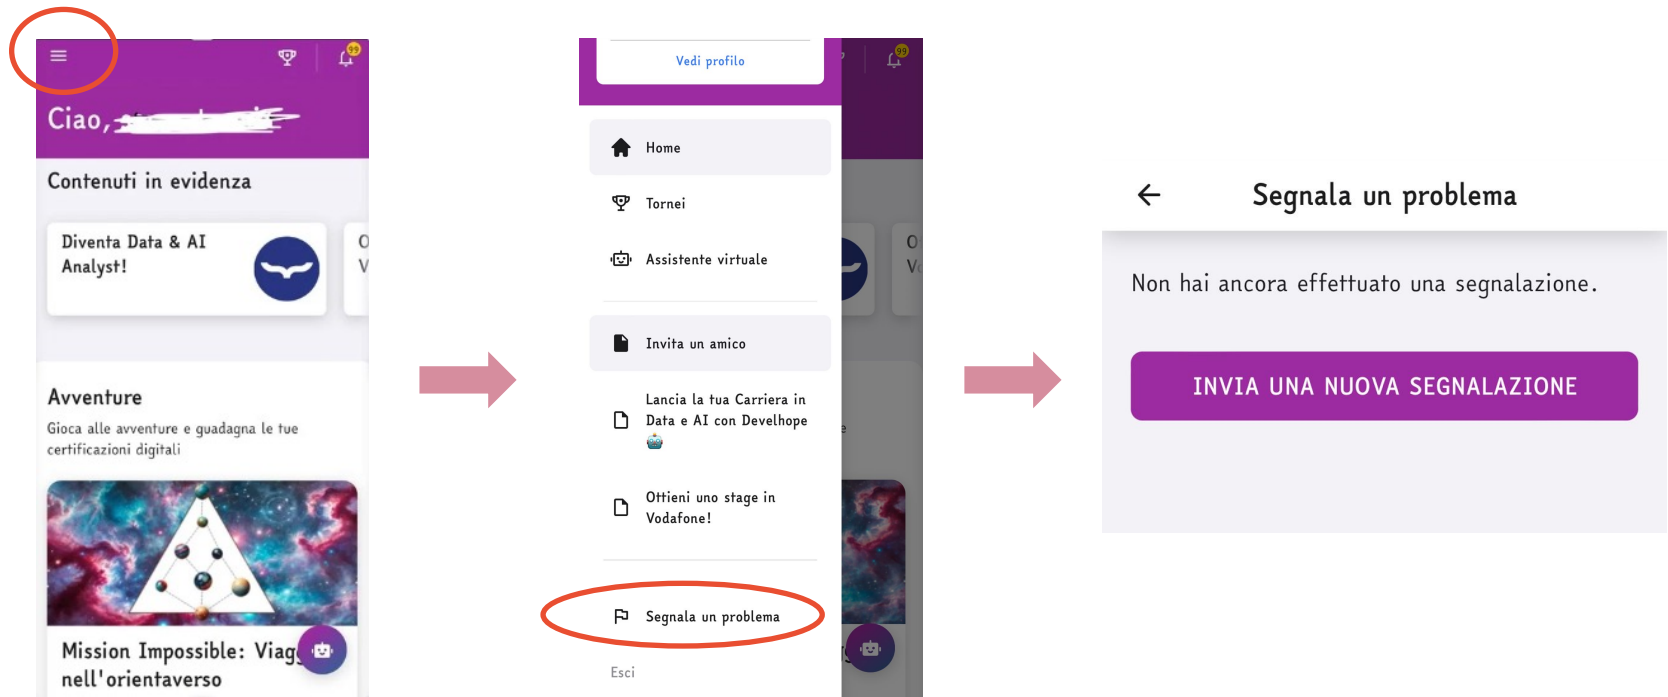 99
Ciao,
Contenuti in evidenza
Diventa Data & AI
Analyst!
O
V
Avventure
Gioca alle avventure e guadagna le tue
certificazioni digitali
Mission Impossible: Viagg
nell'orientaverso
Vedi profilo
99
Home
Tornei
Assistente virtuale
Invita un amico
Lancia la tua Carriera in
Data e AI con Develhope
Ottieni uno stage in
Vodafone!
Segnala un problema
Esci
Segnala un problema
Non hai ancora effettuato una segnalazione.
INVIA UNA NUOVA SEGNALAZIONE